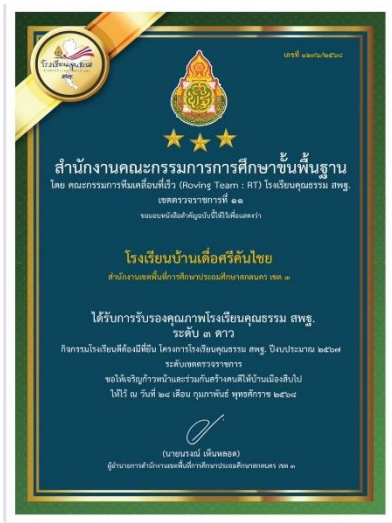 โรงเรียนคุณธรรม
สพฐ.
สำนักงานคณะกรรมการการศึกษาขั้นพื้นฐาน
โดย คณะกรรมการทีมเคลื่อนที่เร็ว (Roving Team : RT) โรงเรียนคุณธรรม สพฐ.
เขตตรวจราชการที่ ๑๑
ขอมอบหนังสือสำคัญฉบับนี้ให้ไว้เพื่อแสดงว่า
โรงเรียนบ้านเดื่อศรีคันไชย
สำนักงานเขตพื้นที่การศึกษาประถมศึกษาสกลนคร เขต ๓
ได้รับการรับรองคุณภาพโรงเรียนคุณธรรม สพฐ.
ระดับ ๓ ดาว
กิจกรรมโรงเรียนดีต้องมีที่ยืน โครงการโรงเรียนคุณธรรม สพฐ. ปีงบประมาณ ๒๕๖๗
ระดับเขตตรวจราชการ
ขอให้เจริญก้าวหน้าและร่วมกันสร้างคนดีให้บ้านเมืองสืบไป
ให้ไว้ ณ วันที่ ๒๔ เดือน กุมภาพันธ์ พุทธศักราช ๒๕๖๘
(นายนรงณ์ เห็นหลอด)
ผู้อำนวยการสำนักงานเขตพื้นที่การศึกษาประถมศึกษาสกลนคร เขต ๓